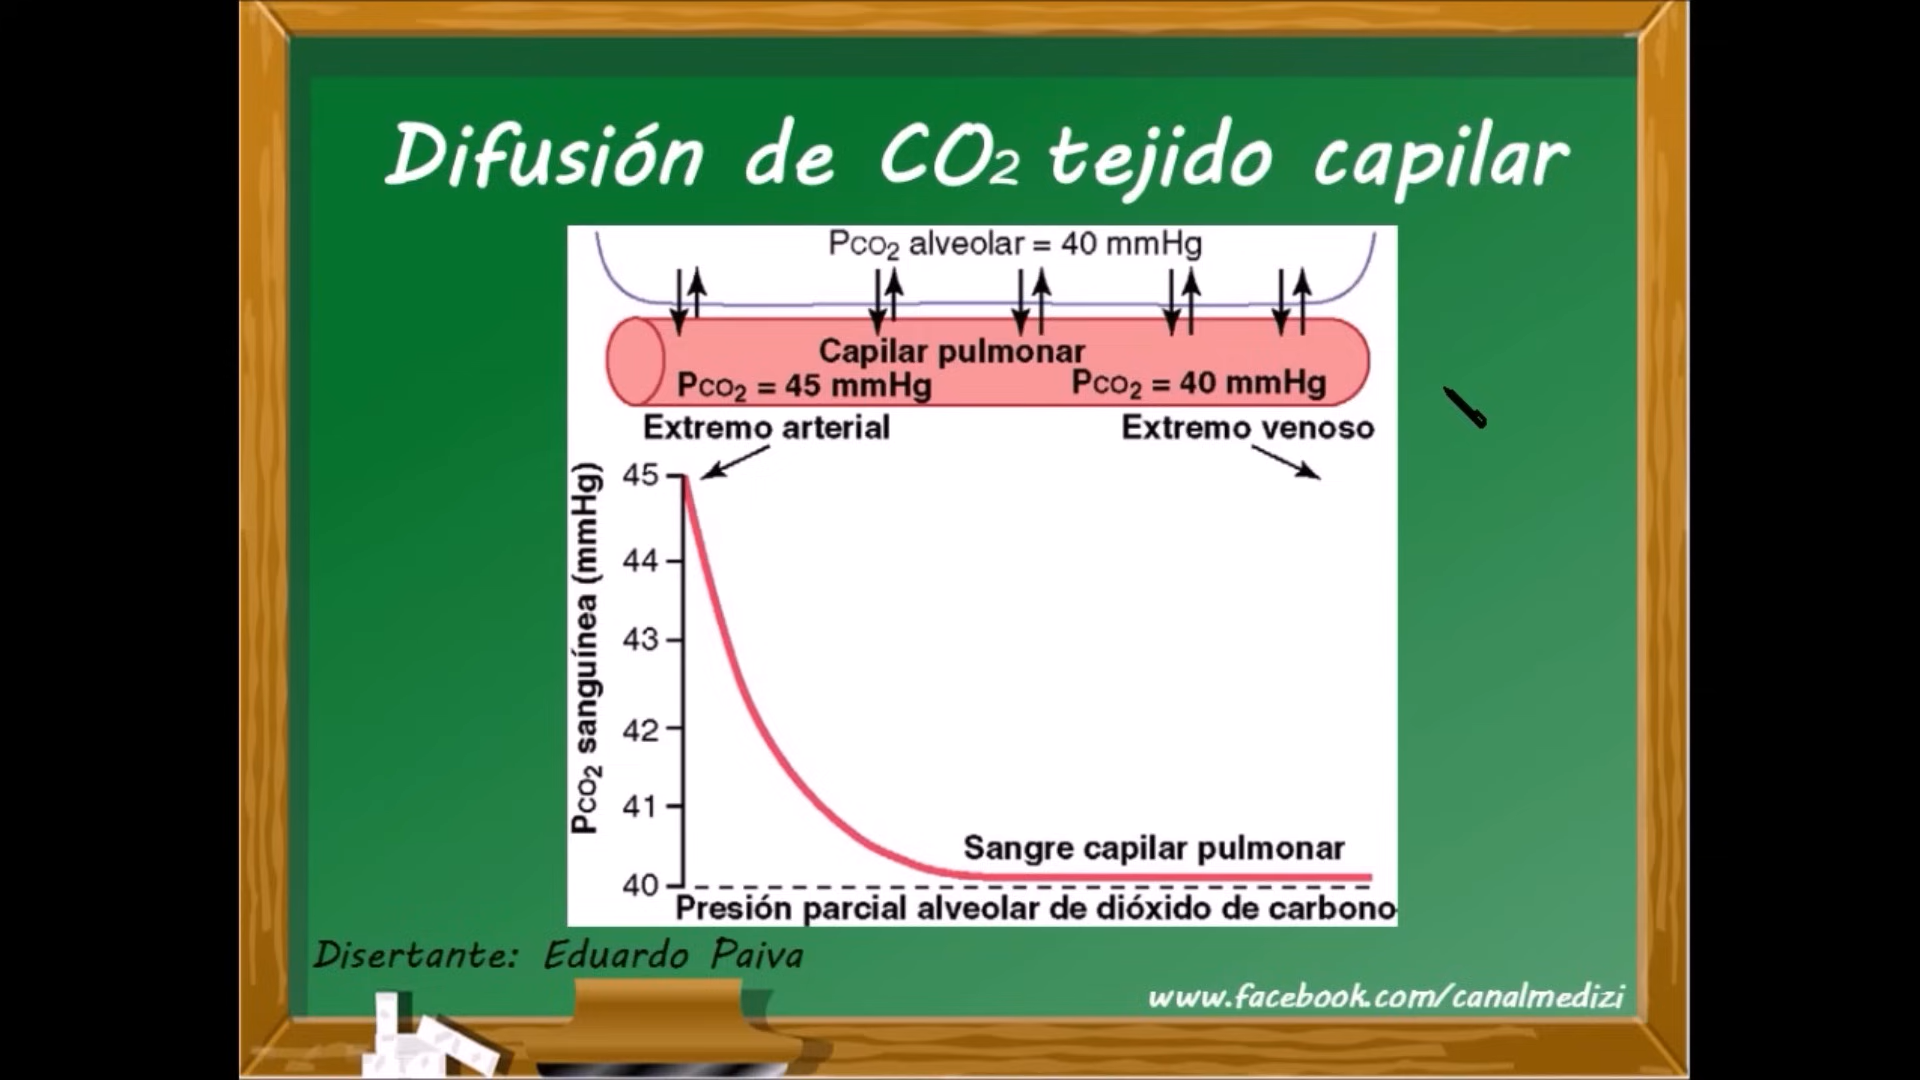 Difusión de CO2 tejido capilar
PCO2 alveolar = 40 mmHg
Capilar pulmonar
PCO2 = 45 mmHg
PCO2 = 40 mmHg
Extremo arterial
Extremo venoso
PCO2 sanguínea (mmHg)
45
44
43
42
41
40
Sangre capilar pulmonar
Presión parcial alveolar de dióxido de carbono
Disertante: Eduardo Paiva
www.facebook.com/canalmedizi